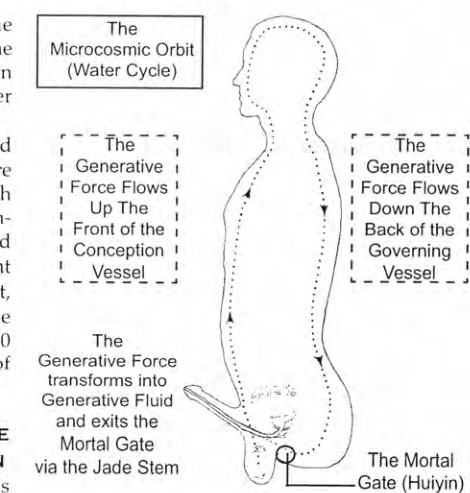 The
Microcosmic Orbit
(Water Cycle)
The
Generative
Force Flows
Up The
Front of the
Conception
Vessel
The
Generative
Force Flows
Down The
Back of the
Governing
Vessel
The
Generative Force
transforms into
Generative Fluid
and exits the
Mortal Gate
via the Jade Stem
The Mortal
Gate (Huiyin)